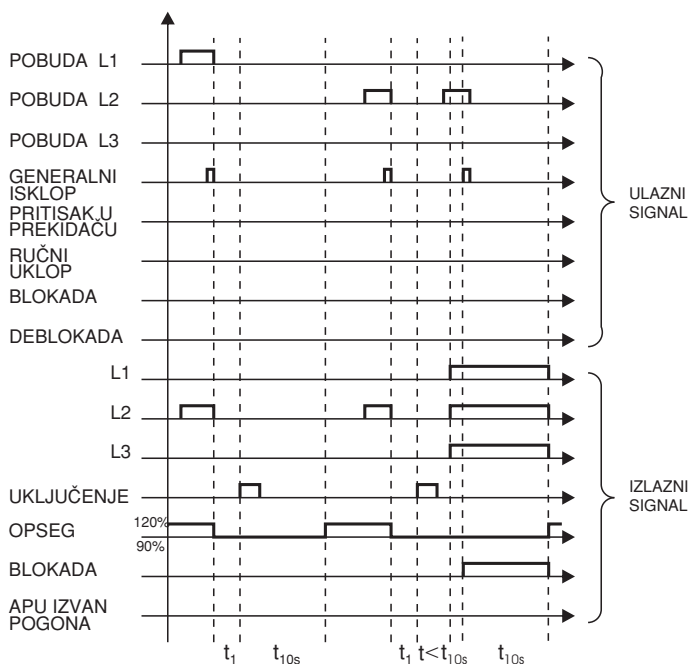 POBUDA L1
POBUDA L2
POBUDA L3
GENERALNI
ISKLOP
PRITISAK U
PREKIDAČU
RUČNI
UKLOP
BLOKADA
DEBLOKADA
ULAZNI
SIGNAL
L1
L2
L3
UKLJUČENJE
OPSEG
120%
90%
BLOKADA
APU IZVAN
POGONA
IZLAZNI
SIGNAL
t1 t10s t1 t<t10s t10s